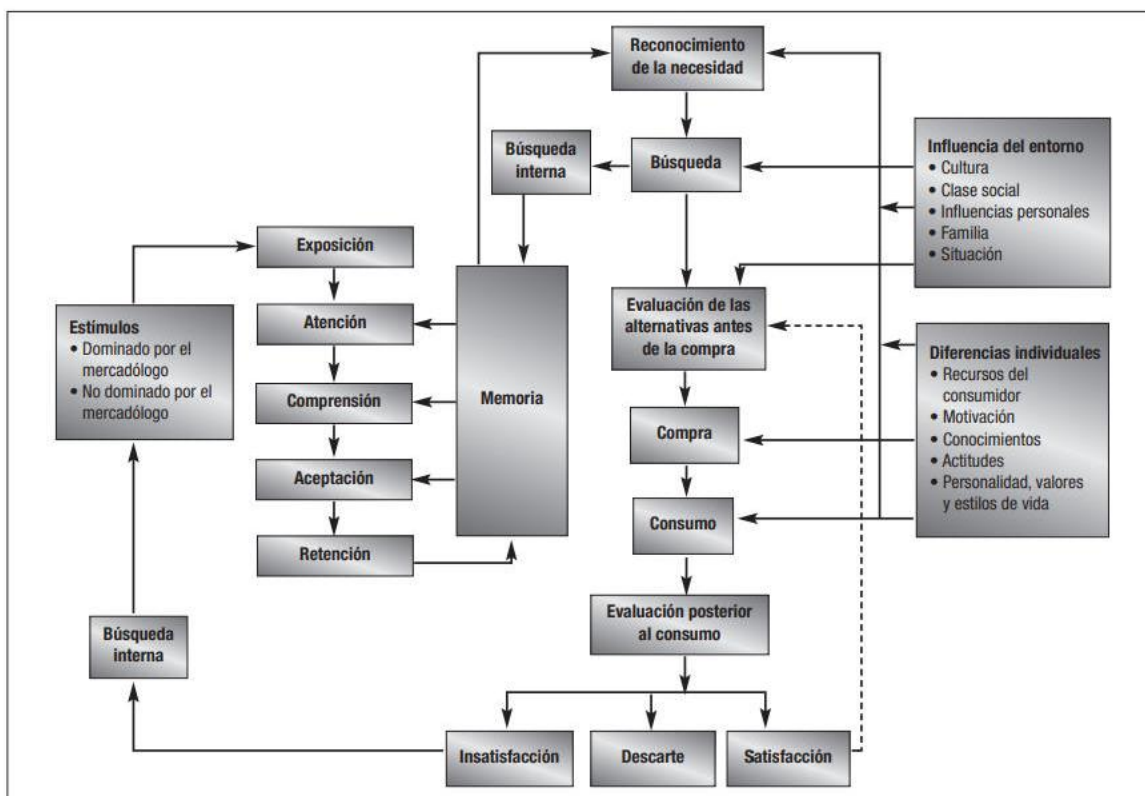 Reconocimiento
de la necesidad
Búsqueda
interna
Búsqueda
Influencia del entorno
• Cultura
• Clase social
• Influencias personales
• Familia
• Situación
Exposición
Atención
Comprensión
Aceptación
Retención
Memoria
Estímulos
• Dominado por el
mercadólogo
• No dominado por el
mercadólogo
Evaluación de las
alternativas antes
de la compra
Diferencias individuales
• Recursos del
consumidor
• Motivación
• Conocimientos
• Actitudes
• Personalidad, valores
y estilos de vida
Compra
Consumo
Evaluación posterior
al consumo
Búsqueda
interna
Insatisfacción
Descarte
Satisfacción